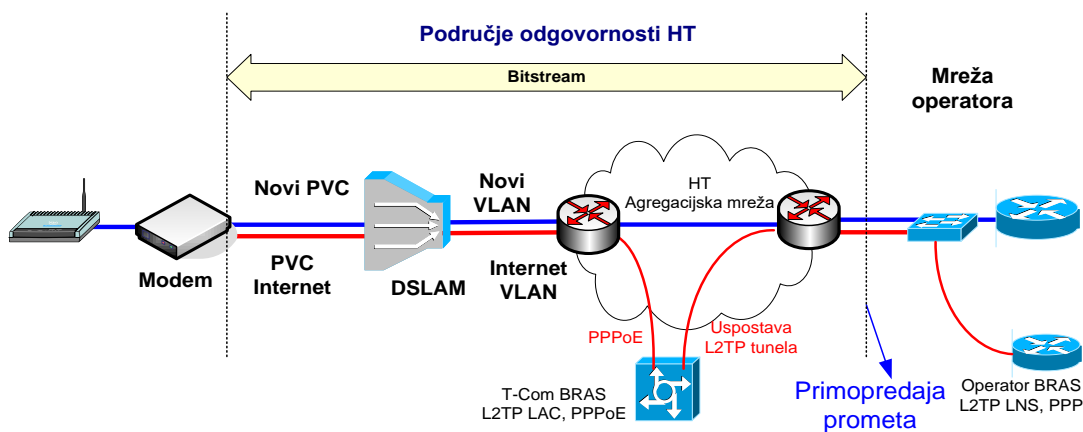 Područje odgovornosti HT
Bitstream
Mreža
operatora
Novi PVC
Novi
VLAN
HT
Agregacijska mreža
Modem
PVC
Internet
DSLAM
Internet
VLAN
PPPoE
Uspostava
L2TP tunela
T-Com BRAS
L2TP LAC, PPPoE
Primopredaja
prometa
Operator BRAS
L2TP LNS, PPP